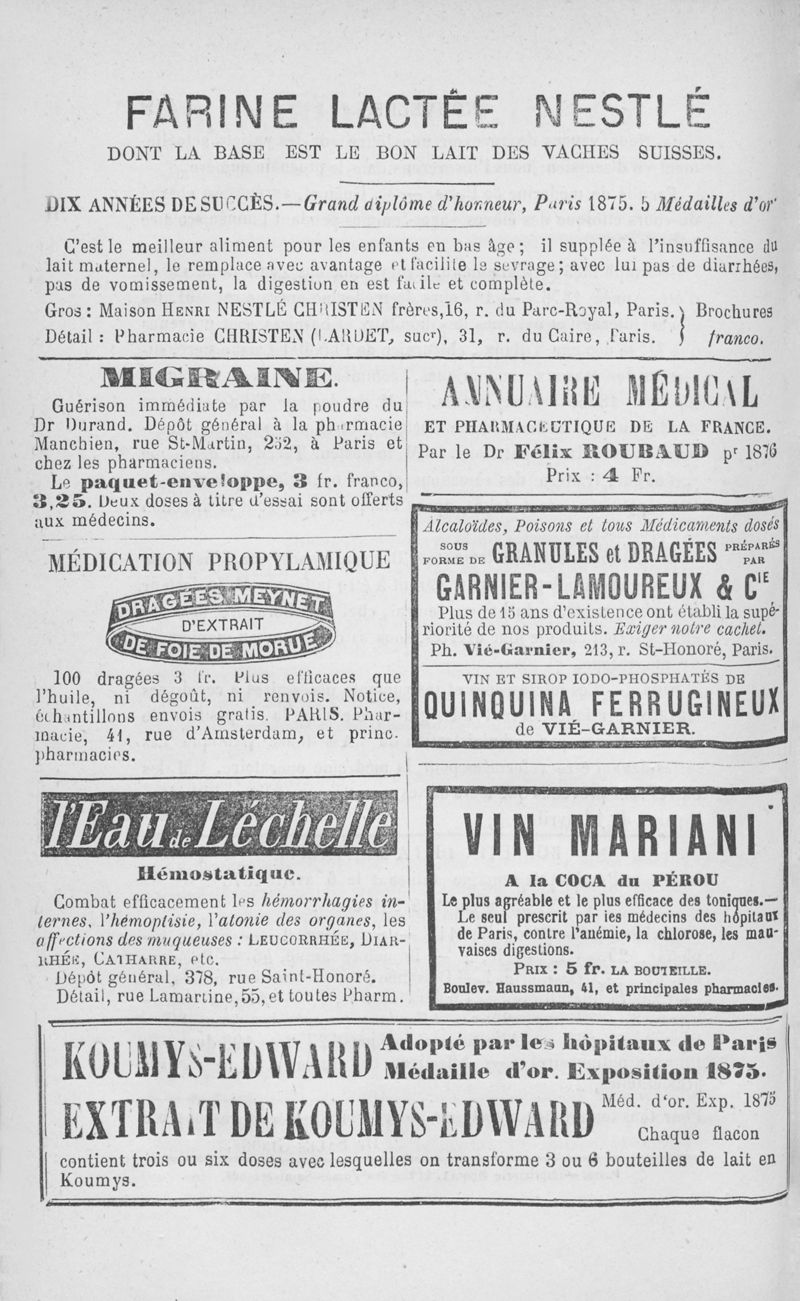 FARINE LACTÉE NESTLÉ
DONT LA BASE EST LE BON LAIT DES VACHES SUISSES.
DIX ANNÉES DE SUCCÈS.—Grand diplôme d'honneur, Paris 1875. 5 Médailles d'or
C'est le meilleur aliment pour les enfants en bas âge; il supplée à l'insuffisance du
lait maternel, le remplace avec avantage et facilite le sevrage; avec lui pas de diarrhées,
pas de vomissement, la digestion en est facile et complète.
Gros: Maison HENRI NESTLÉ CHRISTEN frères, 16, r. du Parc-Royal, Paris. } Brochures
Détail: Pharmacie CHRISTEN (LARDET, sucr), 31, r. du Caire, Paris. } franco.
MIGRAINE.
Guérison immédiate par la poudre du
Dr Durand. Dépôt général à la pharmacie
Manchien, rue St-Martin, 232, à Paris et
chez les pharmaciens.
Le paquet-enveloppe, 3 fr. franco,
3,25. Deux doses à titre d'essai sont offerts
aux médecins.
MÉDICATION PROPYLAMIQUE
DRAGÉES MEYNET
D'EXTRAIT
DE FOIE DE MORUE
100 dragées 3 fr. Plus efficaces que
l'huile, ni dégoût, ni renvois. Notice,
échantillons envois gratis. PARIS. Phar-
macie, 41, rue d'Amsterdam, et princ.
pharmacies.
l'Eau de Léchelle
Hémostatique.
Combat efficacement les hémorrhagies in-
ternes, l'hémoptisie, l'atonie des organes, les
affections des muqueuses: LEUCORRHÉE, DIAR-
RHÉE, CATHARRE, etc.
Dépôt général, 378, rue Saint-Honoré.
Détail, rue Lamartine, 55, et toutes Pharm.
ANNUAIRE MÉDICAL
ET PHARMACEUTIQUE DE LA FRANCE.
Par le Dr Félix ROUBAUD pr 1876
Prix: 4 Fr.
Alcaloïdes, Poisons et tous Médicaments dosés
SOUS FORME DE GRANULES et DRAGÉES PRÉPARÉS PAR
GARNIER-LAMOUREUX & CIE
Plus de 15 ans d'existence ont établi la supé-
riorité de nos produits. Exiger notre cachet.
Ph. Vié-Garnier, 213, r. St-Honoré, Paris.
VIN ET SIROP IODO-PHOSPHATÉS DE
QUINQUINA FERRUGINEUX
de VIÉ-GARNIER.
VIN MARIANI
A la COCA du PÉROU
Le plus agréable et le plus efficace des toniques.—
Le seul prescrit par les médecins des hôpitaux
de Paris, contre l'anémie, la chlorose, les mau-
vaises digestions.
PRIX: 5 fr. LA BOUTEILLE.
Boulev. Haussmann, 41, et principales pharmacies.
KOUMYS-EDWARD Adopté par les hôpitaux de Paris
Médaille d'or. Exposition 1875.
EXTRAIT DE KOUMYS-EDWARD Méd. d'or. Exp. 1875
Chaque flacon
contient trois ou six doses avec lesquelles on transforme 3 ou 6 bouteilles de lait en
Koumys.